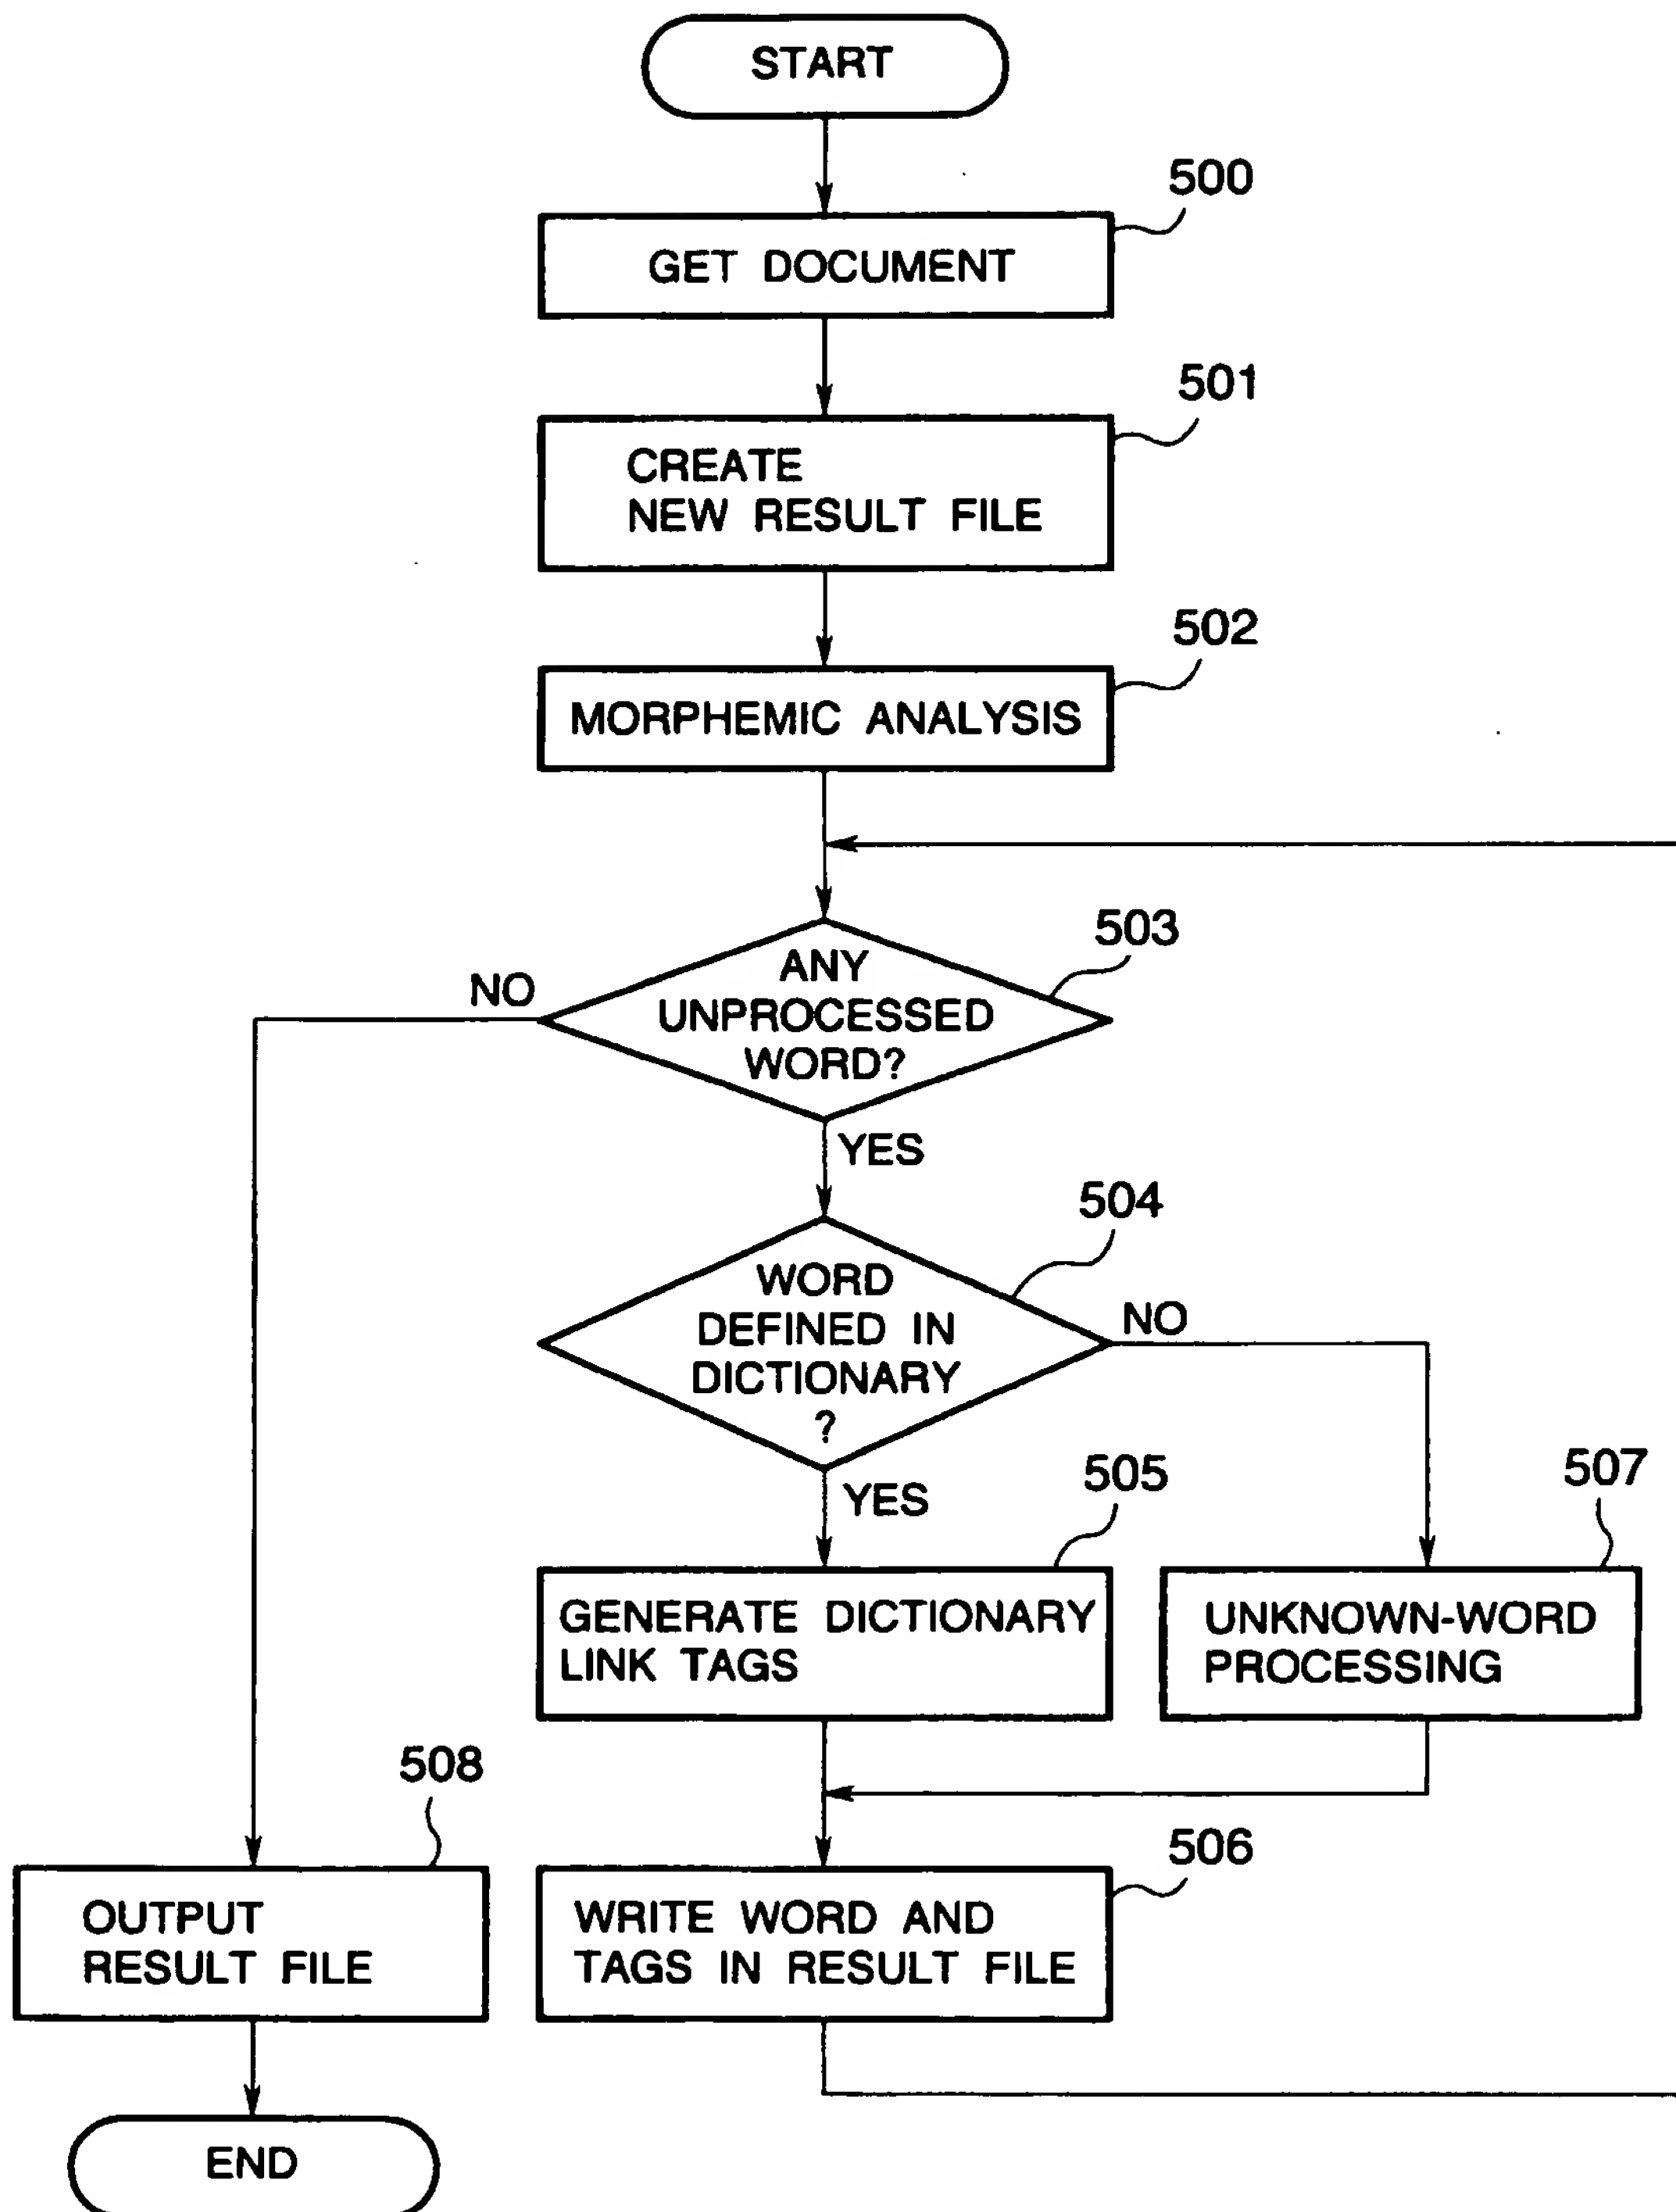 START
500
GET DOCUMENT
501
CREATE
NEW RESULT FILE
502
MORPHEMIC ANALYSIS
503
NO
ANY
UNPROCESSED
WORD?
YES
504
WORD
DEFINED IN
DICTIONARY
?
NO
YES
505
507
GENERATE DICTIONARY
LINK TAGS
UNKNOWN-WORD
PROCESSING
508
506
OUTPUT
RESULT FILE
WRITE WORD AND
TAGS IN RESULT FILE
END